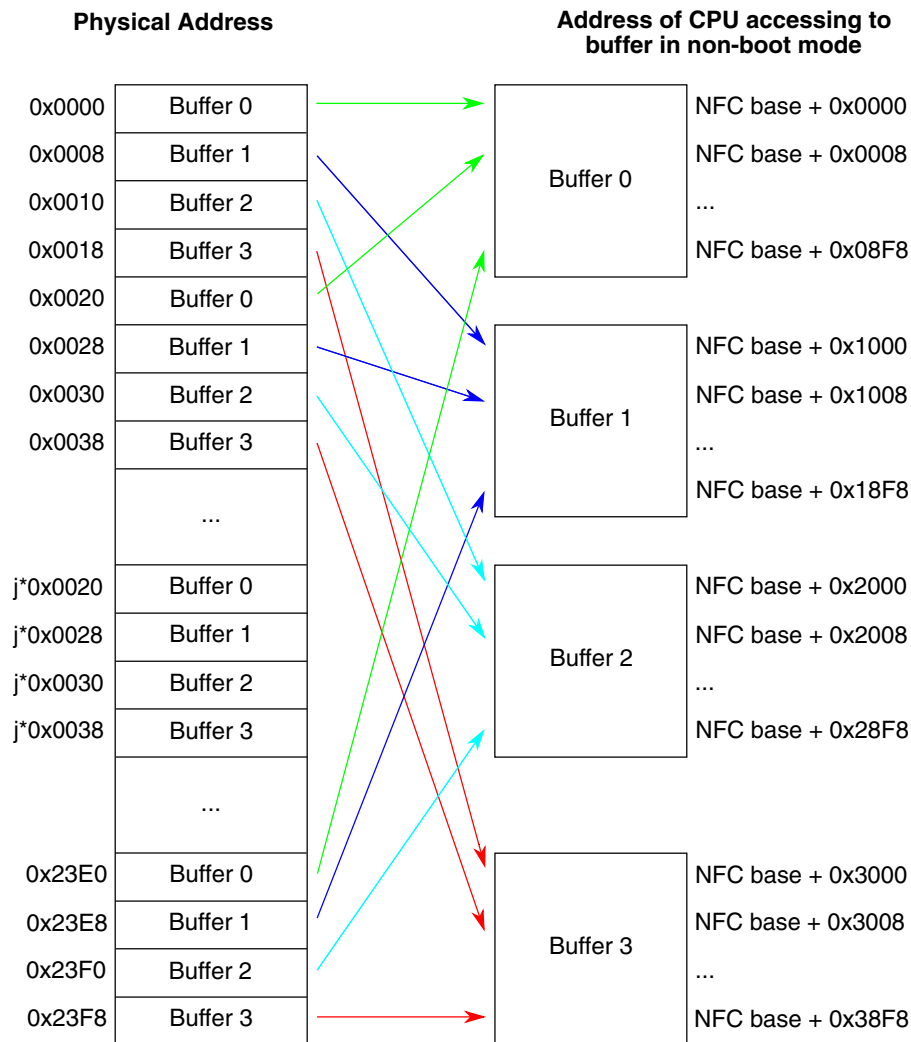 Physical Address
Address of CPU accessing to
buffer in non-boot mode
0x0000 Buffer 0
0x0008 Buffer 1
0x0010 Buffer 2
0x0018 Buffer 3
0x0020 Buffer 0
0x0028 Buffer 1
0x0030 Buffer 2
0x0038 Buffer 3
...
j*0x0020 Buffer 0
j*0x0028 Buffer 1
j*0x0030 Buffer 2
j*0x0038 Buffer 3
...
0x23E0 Buffer 0
0x23E8 Buffer 1
0x23F0 Buffer 2
0x23F8 Buffer 3
Buffer 0
NFC base + 0x0000
NFC base + 0x0008
...
NFC base + 0x08F8
Buffer 1
NFC base + 0x1000
NFC base + 0x1008
...
NFC base + 0x18F8
Buffer 2
NFC base + 0x2000
NFC base + 0x2008
...
NFC base + 0x28F8
Buffer 3
NFC base + 0x3000
NFC base + 0x3008
...
NFC base + 0x38F8